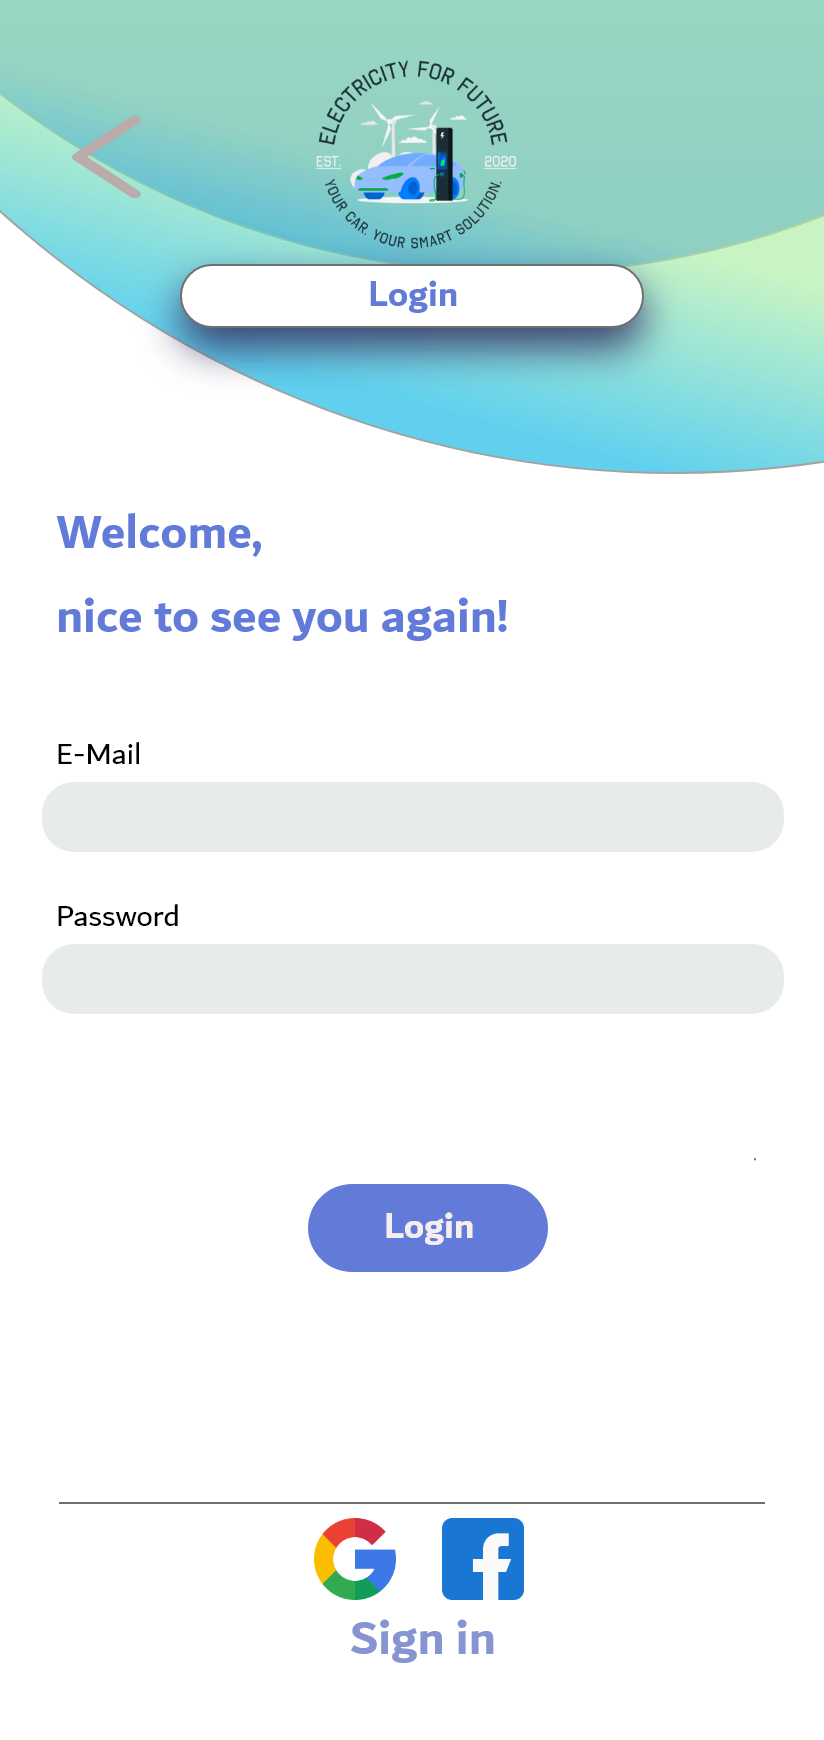 ELECTRICITY FOR FUTURE
EST. 2020
YOUR CAR. YOUR SMART SOLUTION.
Login
Welcome,
nice to see you again!
E-Mail
Password
Login
Sign in